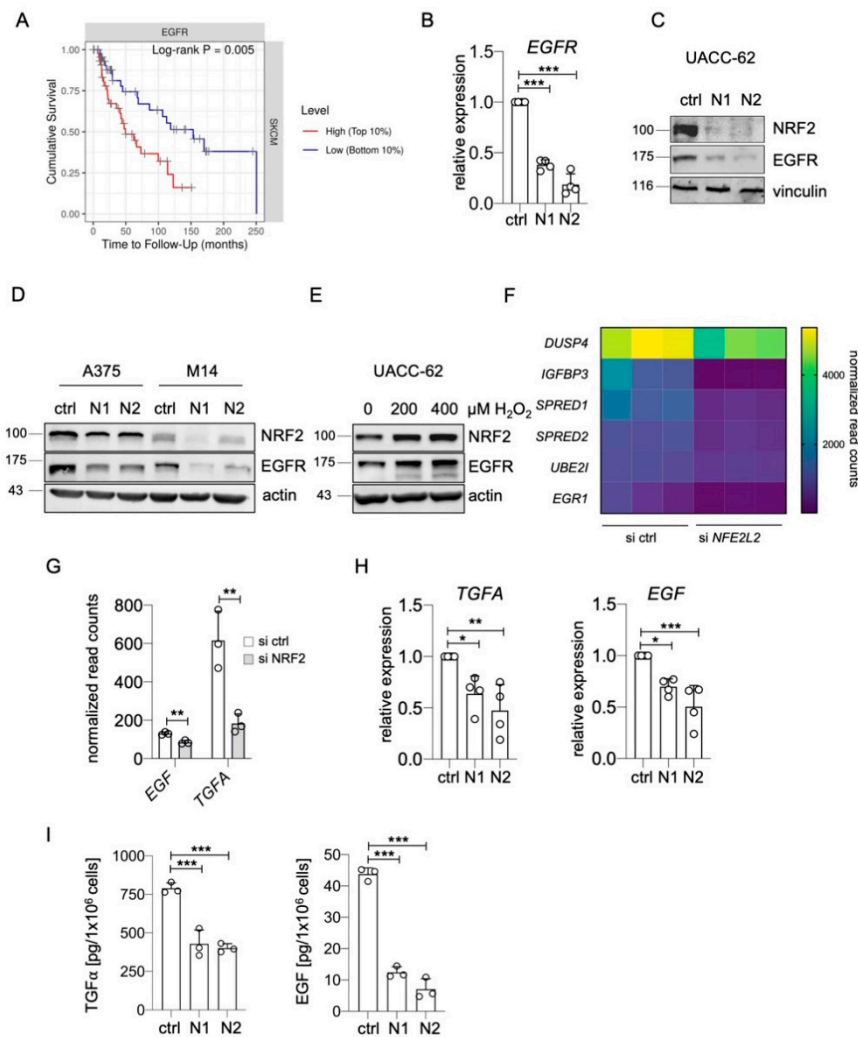 A
EGFR
Log-rank P = 0.005
Cumulative Survival
1.00
0.75
0.50
0.25
0.00
0 50 100 150 200 250
Time to Follow-Up (months)
SKCM
Level
High (Top 10%)
Low (Bottom 10%)
B
EGFR
relative expression
1.5
1.0
0.5
0.0
***
***
ctrl N1 N2
C
UACC-62
ctrl N1 N2
100 NRF2
175 EGFR
116 vinculin
D
A375 M14
ctrl N1 N2 ctrl N1 N2
100 NRF2
175 EGFR
43 actin
E
UACC-62
0 200 400 µM H₂O₂
100 NRF2
175 EGFR
43 actin
F
DUSP4
IGFBP3
SPRED1
SPRED2
UBE2I
EGR1
si ctrl si NFE2L2
4000
2000
normalized read counts
G
normalized read counts
800
600
400
200
0
**
**
si ctrl
si NRF2
EGF TGFA
H
TGFA
relative expression
1.5
1.0
0.5
0.0
**
*
ctrl N1 N2
EGF
relative expression
1.5
1.0
0.5
0.0
***
*
ctrl N1 N2
I
TGFα [pg/1x10⁶ cells]
1000
750
500
250
0
***
***
ctrl N1 N2
EGF [pg/1x10⁶ cells]
50
40
30
20
10
0
***
***
ctrl N1 N2